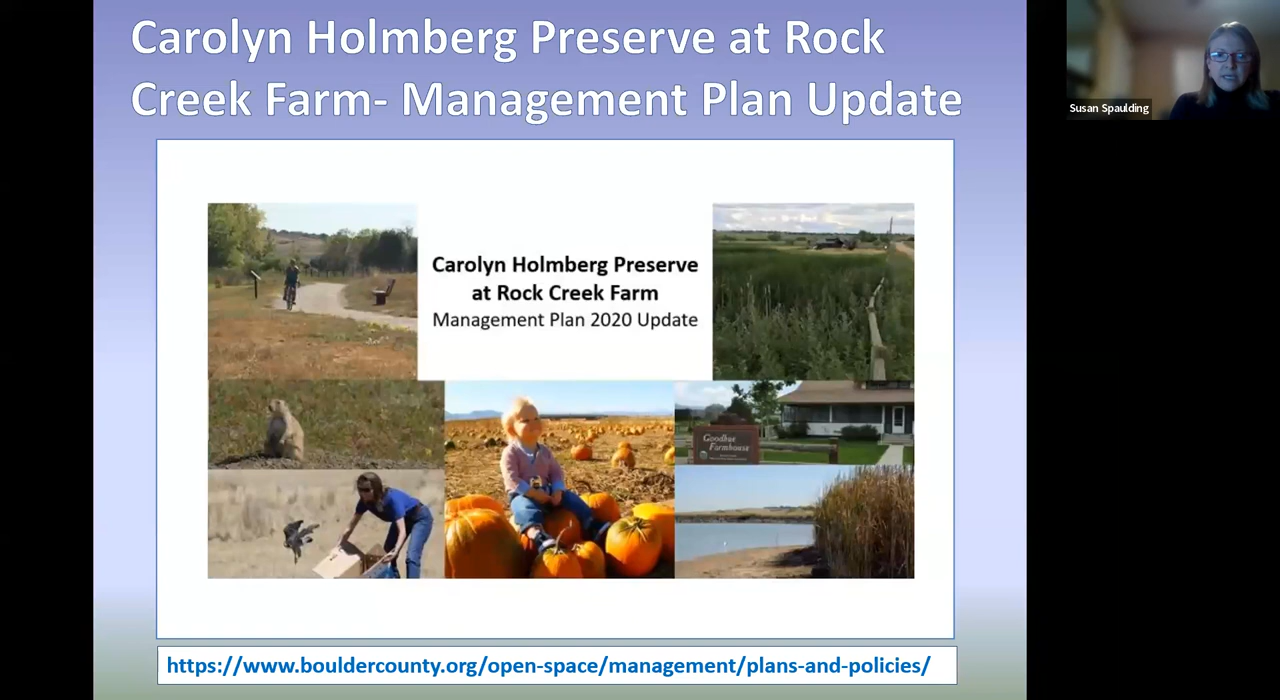 Carolyn Holmberg Preserve at Rock
Creek Farm- Management Plan Update
Susan Spaulding
Carolyn Holmberg Preserve
at Rock Creek Farm
Management Plan 2020 Update
Goodhue
Farmhouse
https://www.bouldercounty.org/open-space/management/plans-and-policies/